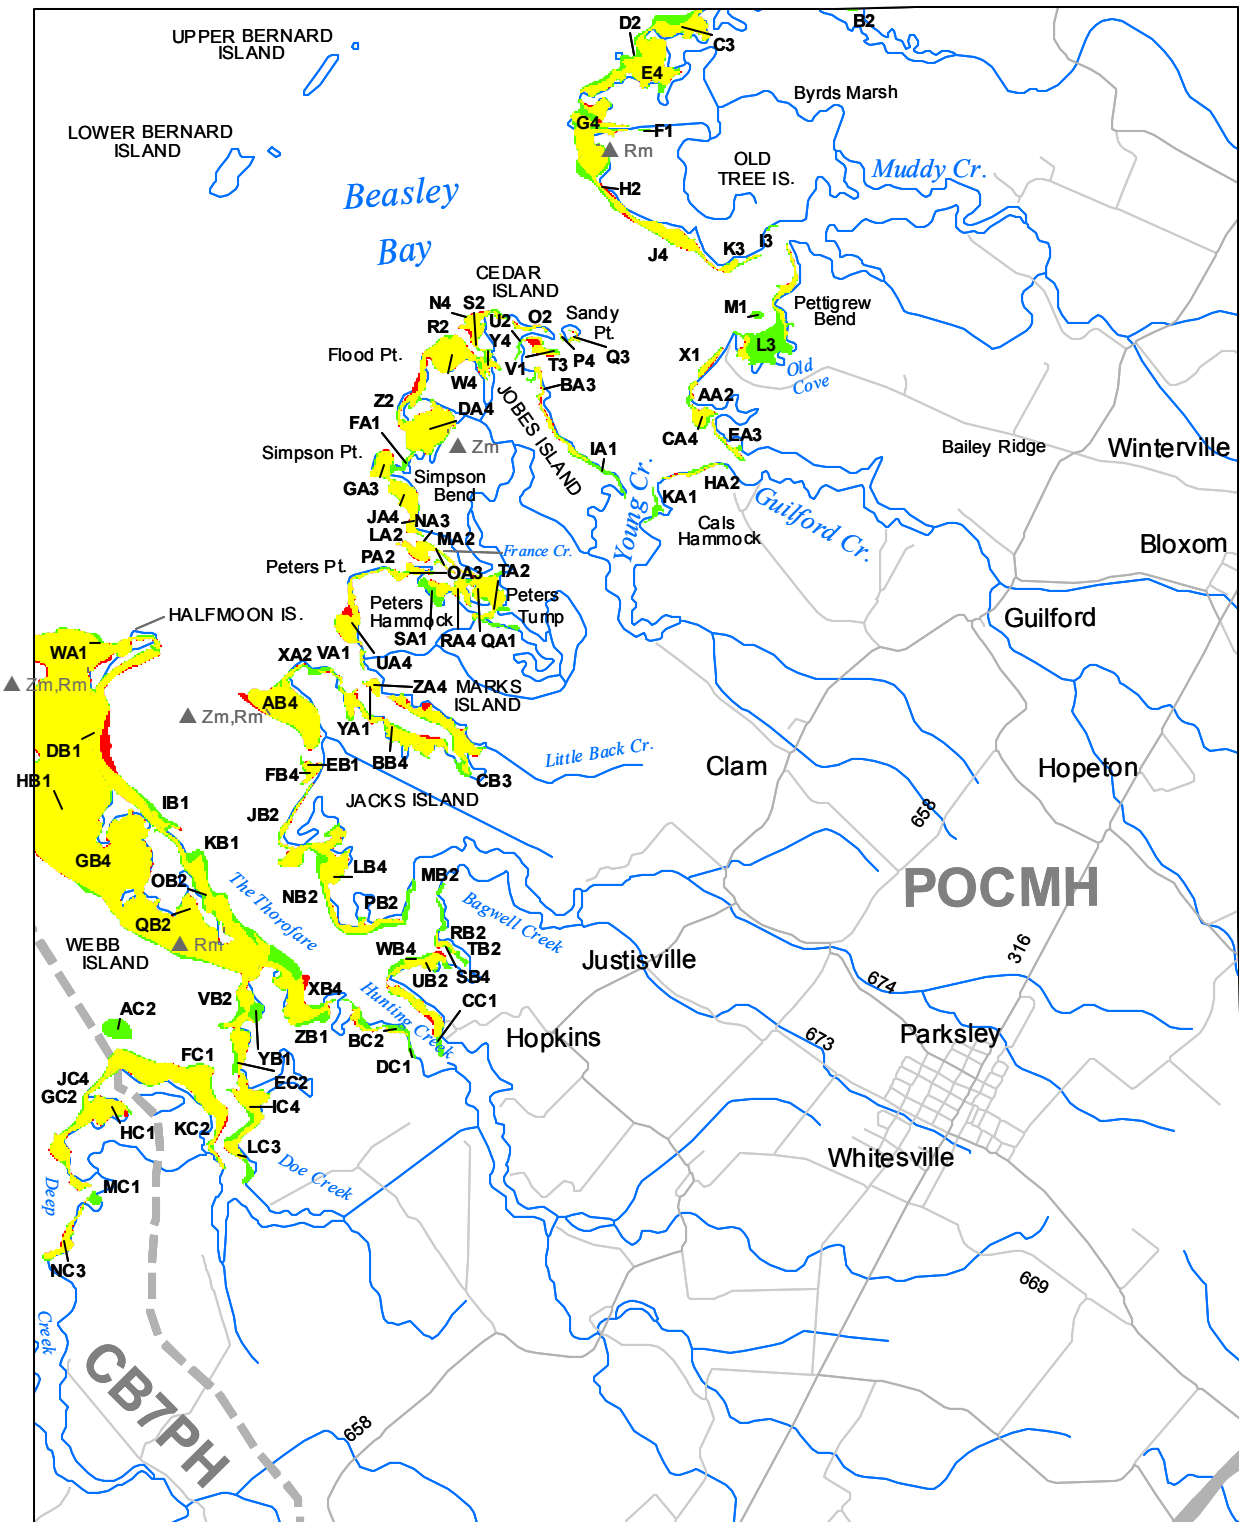 D2
B2
UPPER BERNARD
ISLAND
C3
E4
Byrds Marsh
G4
F1
LOWER BERNARD
ISLAND
Rm
OLD
TREE IS.
Muddy Cr.
H2
Beasley
Bay
I3
K3
J4
CEDAR
ISLAND
N4
S2
U2
O2
Sandy
Pt.
M1
Pettigrew
Bend
R2
Y4
L3
Flood Pt.
V1
T3
P4
Q3
X1
Old
Cove
W4
BA3
Z2
DA4
JOBES ISLAND
AA2
FA1
Zm
CA4
EA3
Bailey Ridge
Winterville
Simpson Pt.
IA1
GA3
Simpson
Bend
Young Cr.
HA2
KA1
Guilford Cr.
JA4
NA3
Cals
Hammock
LA2
MA2
France Cr.
Bloxom
PA2
Peters Pt.
OA3
TA2
Peters
Hammock
Peters
Tump
HALFMOON IS.
SA1
RA4
QA1
Guilford
WA1
XA2
VA1
UA4
Zm,Rm
ZA4
MARKS
ISLAND
AB4
Zm,Rm
YA1
DB1
BB4
Little Back Cr.
EB1
Clam
Hopeton
FB4
CB3
HB1
IB1
JB2
JACKS ISLAND
658
KB1
GB4
LB4
MB2
OB2
The Thorofare
NB2
PB2
POCMH
QB2
Bagwell Creek
RB2
WEBB
ISLAND
Rm
WB4
TB2
Justisville
316
SB4
UB2
674
VB2
XB4
Hunting Creek
CC1
AC2
ZB1
BC2
Hopkins
673
Parksley
FC1
YB1
DC1
JC4
EC2
GC2
IC4
HC1
KC2
LC3
Whitesville
Doe Creek
MC1
Deep
NC3
669
Creek
CB7PH
658